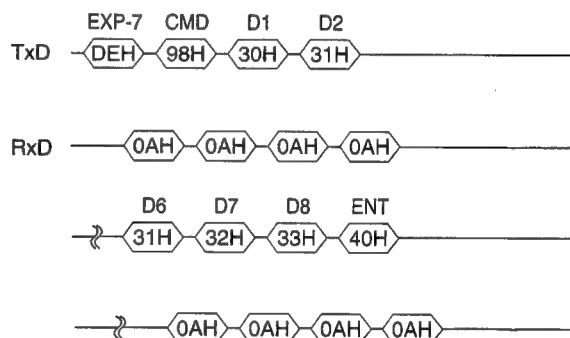 EXP-7 CMD D1 D2
TxD DEH 98H 30H 31H
RxD 0AH 0AH 0AH 0AH
D6 D7 D8 ENT
31H 32H 33H 40H
0AH 0AH 0AH 0AH